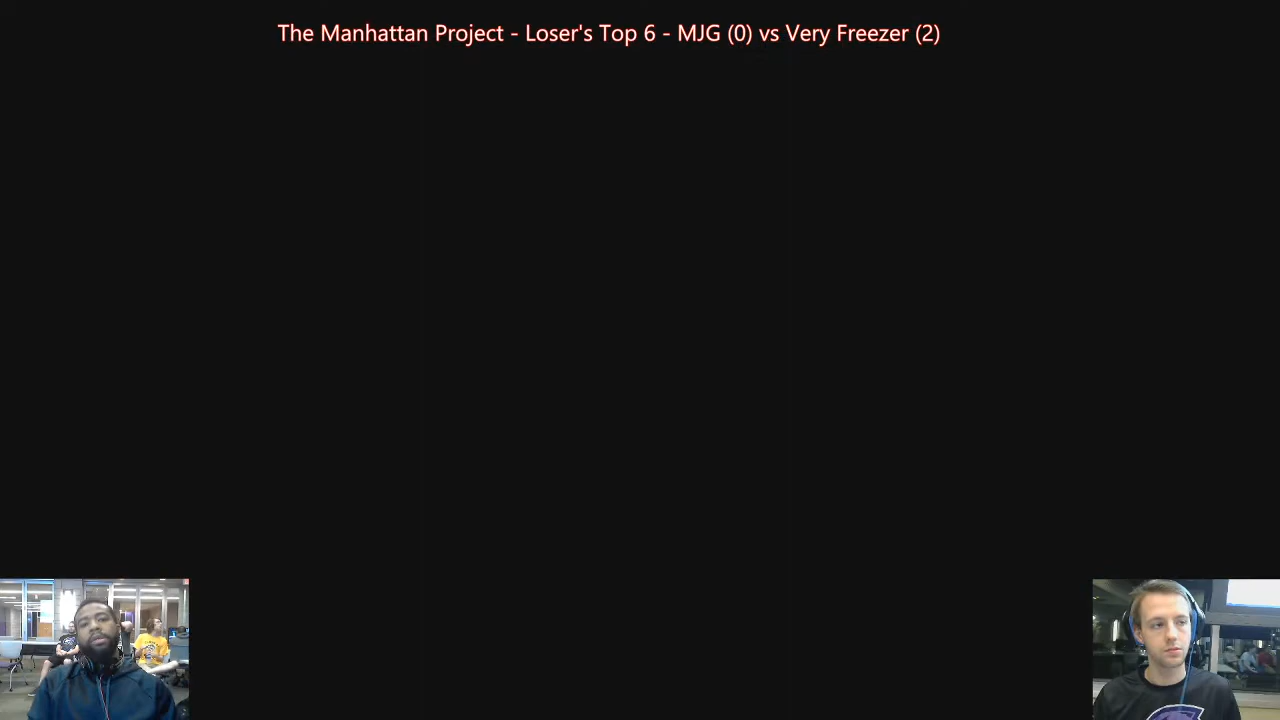 The Manhattan Project - Loser's Top 6 - MJG (0) vs Very Freezer (2)